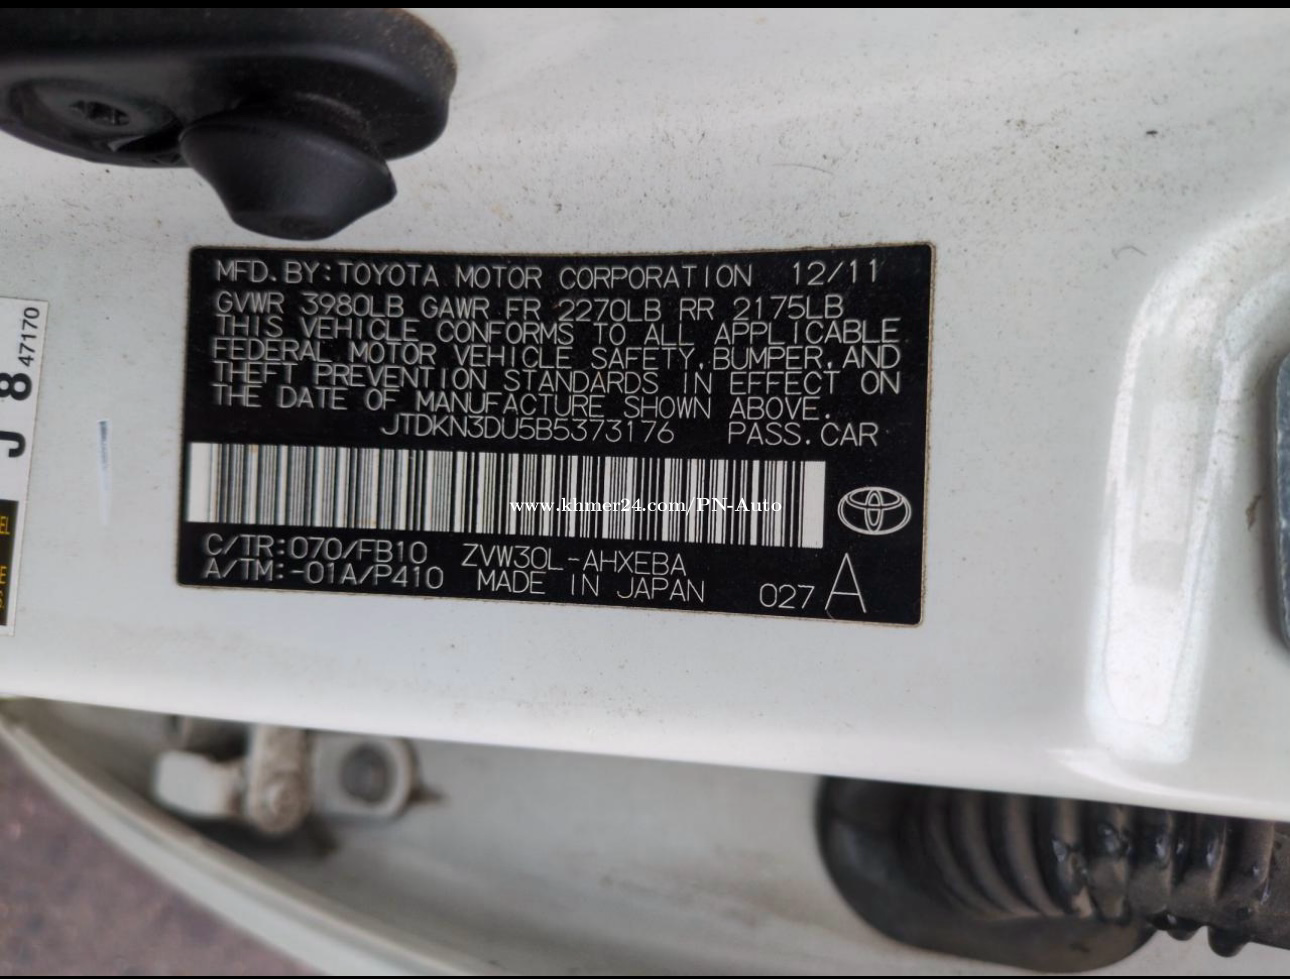 MFD.BY:TOYOTA MOTOR CORPORATION 12/11
GVWR 3980LB GAWR FR 2270LB RR 2175LB
THIS VEHICLE CONFORMS TO ALL APPLICABLE
FEDERAL MOTOR VEHICLE SAFETY,BUMPER,AND
THEFT PREVENTION STANDARDS IN EFFECT ON
THE DATE OF MANUFACTURE SHOWN ABOVE.
JTDKN3DU5B5373176 PASS.CAR
www.khmer24.com/PN-Auto
C/TR:070/FB10 ZVW30L-AHXEBA
A/TM:-01A/P410 MADE IN JAPAN 027 A
J 8 47170